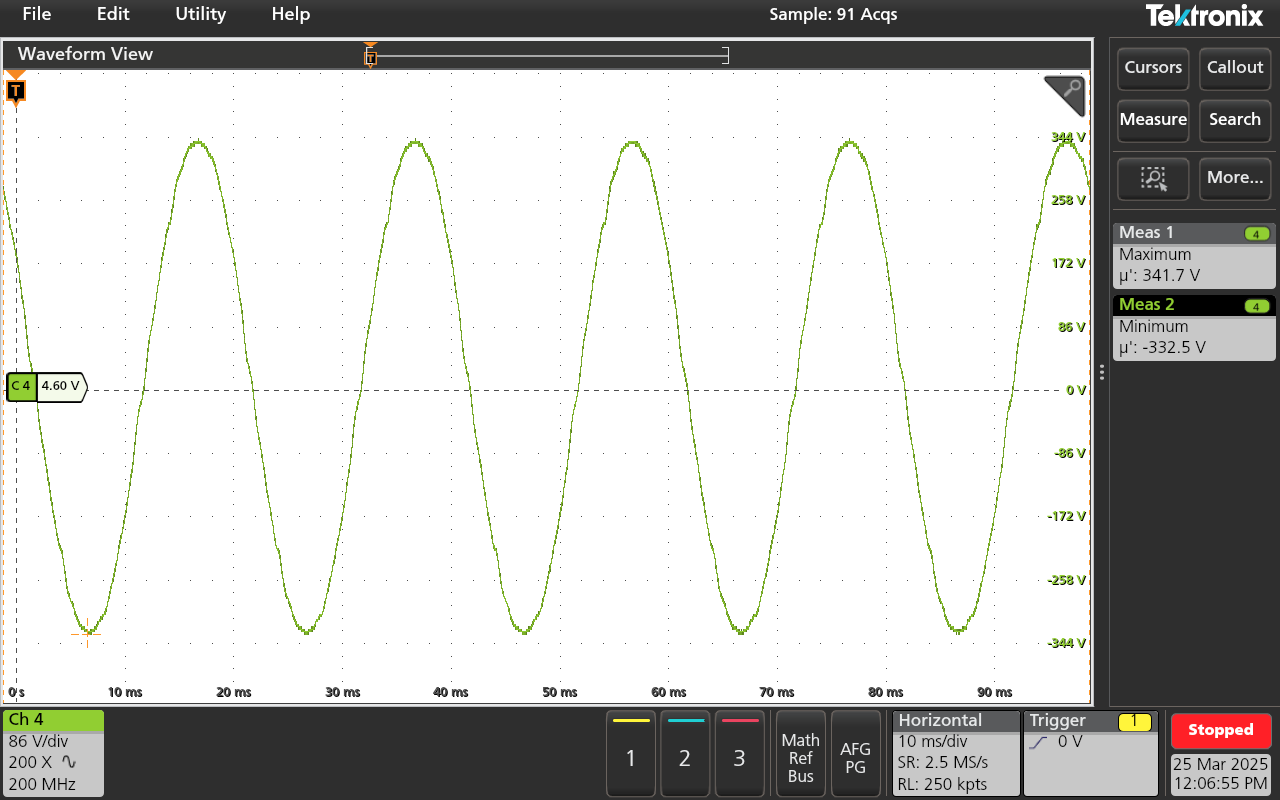 File Edit Utility Help Sample: 91 Acqs Tektronix
Waveform View
T
T
Cursors Callout
Measure Search
More...
344 V
258 V
172 V
86 V
0 V
-86 V
-172 V
-258 V
-344 V
C 4 4.60 V
Meas 1 4
Maximum
μ': 341.7 V
Meas 2 4
Minimum
μ': -332.5 V
0 s 10 ms 20 ms 30 ms 40 ms 50 ms 60 ms 70 ms 80 ms 90 ms
Ch 4
86 V/div
200 X
200 MHz
1 2 3
Math
Ref
Bus
AFG
PG
Horizontal
10 ms/div
SR: 2.5 MS/s
RL: 250 kpts
Trigger 1
0 V
Stopped
25 Mar 2025
12:06:55 PM